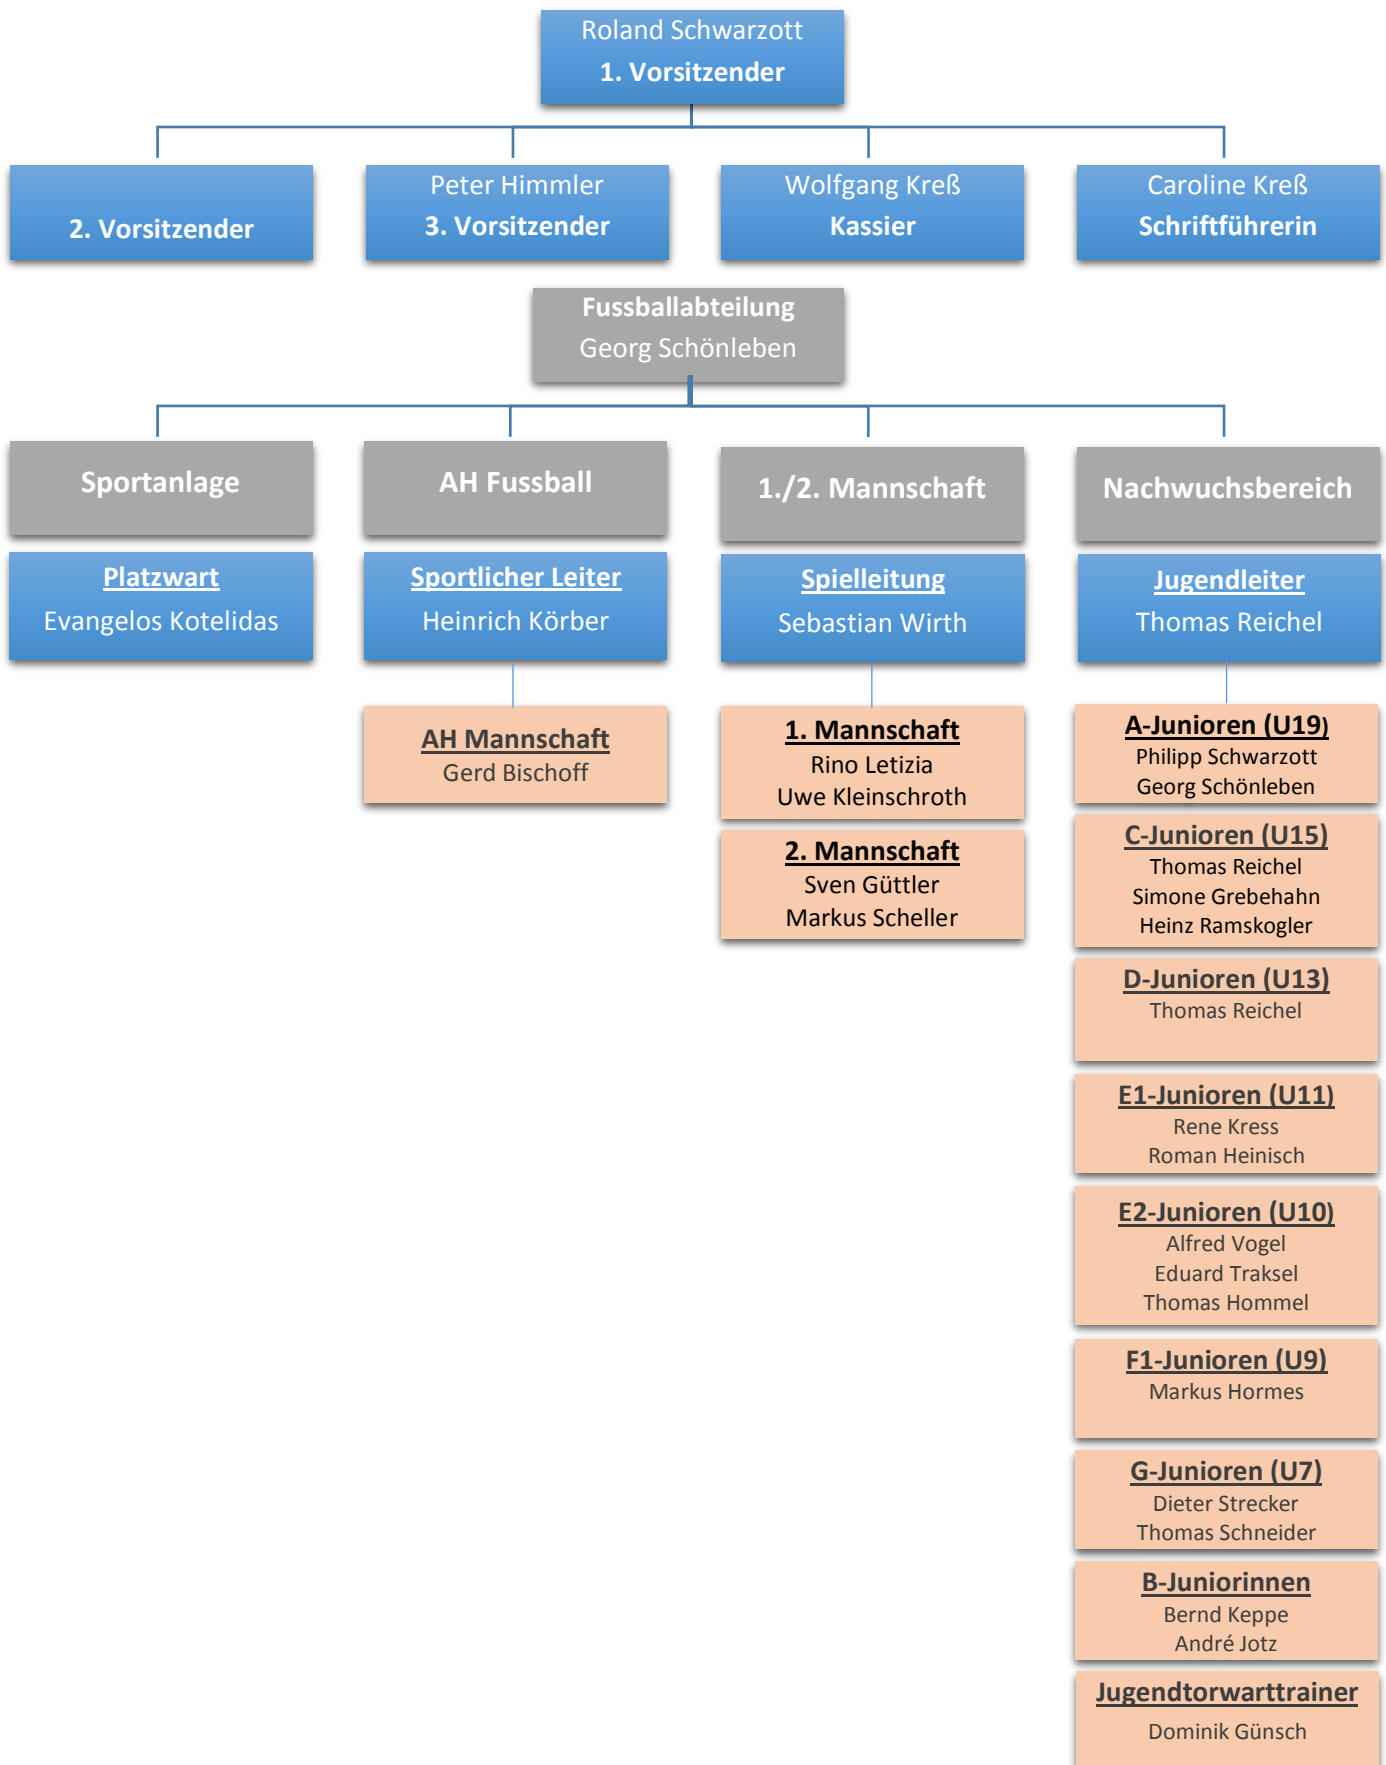 Roland Schwarzott
1. Vorsitzender
2. Vorsitzender
Peter Himmler
3. Vorsitzender
Wolfgang Kreß
Kassier
Caroline Kreß
Schriftführerin
Fussballabteilung
Georg Schönleben
Sportanlage
AH Fussball
1./2. Mannschaft
Nachwuchsbereich
Platzwart
Evangelos Kotelidas
Sportlicher Leiter
Heinrich Körber
Spielleitung
Sebastian Wirth
Jugendleiter
Thomas Reichel
AH Mannschaft
Gerd Bischoff
1. Mannschaft
Rino Letizia
Uwe Kleinschroth
2. Mannschaft
Sven Güttler
Markus Scheller
A-Junioren (U19)
Philipp Schwarzott
Georg Schönleben
C-Junioren (U15)
Thomas Reichel
Simone Grebehahn
Heinz Ramskogler
D-Junioren (U13)
Thomas Reichel
E1-Junioren (U11)
Rene Kress
Roman Heinisch
E2-Junioren (U10)
Alfred Vogel
Eduard Traksel
Thomas Hommel
F1-Junioren (U9)
Markus Hormes
G-Junioren (U7)
Dieter Strecker
Thomas Schneider
B-Juniorinnen
Bernd Keppe
André Jotz
Jugendtorwarttrainer
Dominik Günsch